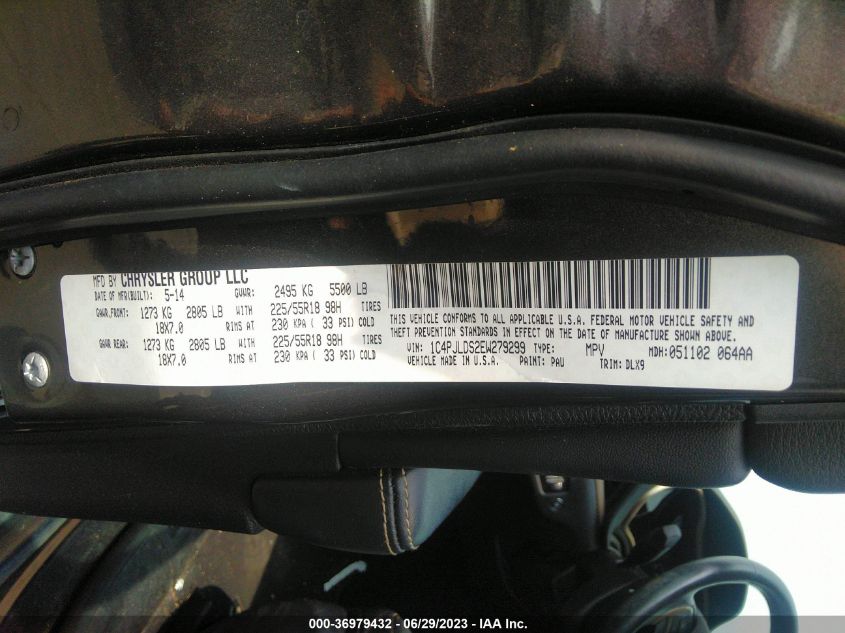 MFD BY CHRYSLER GROUP LLC
DATE OF MFR(BUILT): 5-14 GVWR: 2495 KG 5500 LB
GAWR.FRONT: 1273 KG 2805 LB WITH 225/55R18 98H TIRES
18X7.0 RIMS AT 230 KPA ( 33 PSI) COLD
GAWR REAR: 1273 KG 2805 LB WITH 225/55R18 98H TIRES
18X7.0 RIMS AT 230 KPA ( 33 PSI) COLD
THIS VEHICLE CONFORMS TO ALL APPLICABLE U.S.A. FEDERAL MOTOR VEHICLE SAFETY AND
THEFT PREVENTION STANDARDS IN EFFECT ON THE DATE OF MANUFACTURE SHOWN ABOVE.
VIN: 1C4PJLDS2EW279299 TYPE: MPV MDH: 051102 064AA
VEHICLE MADE IN U.S.A. PAINT: PAU TRIM: DLX9
000-36979432 - 06/29/2023 - IAA Inc.